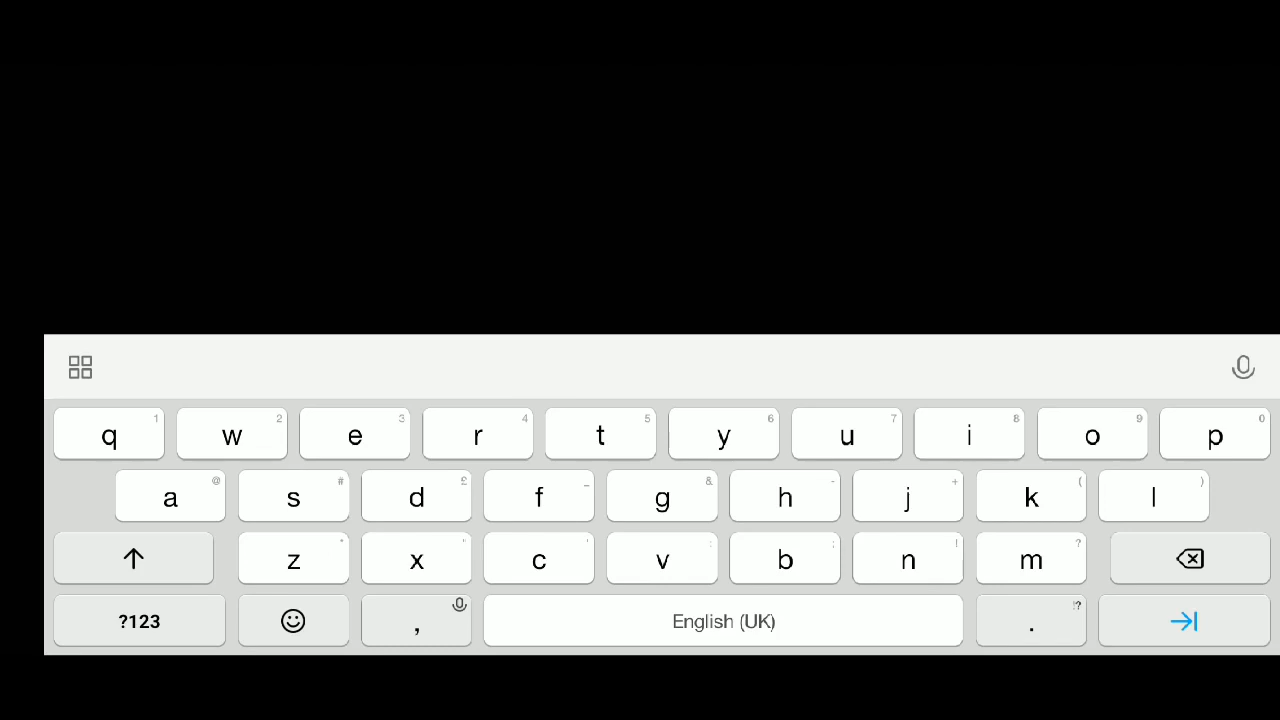 q 1 w 2 e 3 r 4 t 5 y 6 u 7 i 8 o 9 p 0
a @ s # d £ f _ g & h - j + k ( l )
z * x " c ' v : b ; n ! m ?
?123 , English (UK) . !?